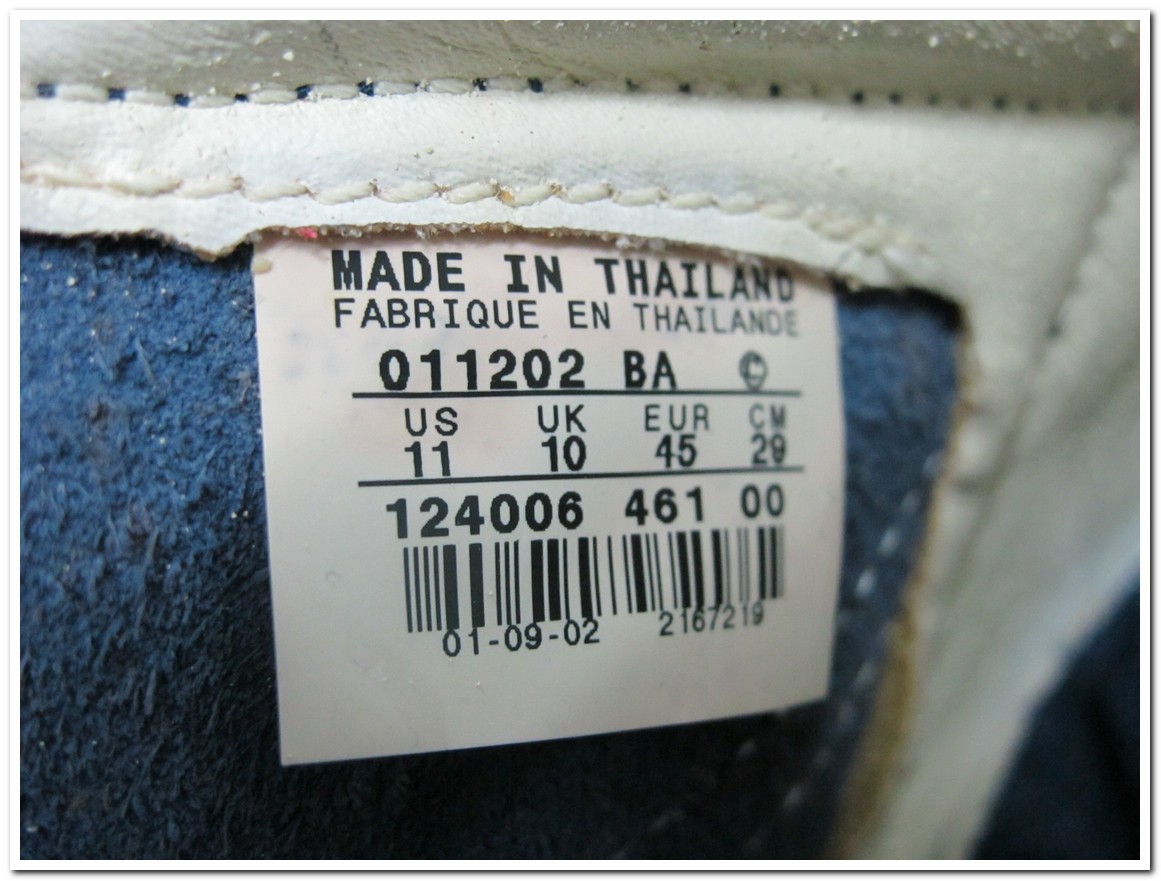 MADE IN THAILAND
FABRIQUE EN THAILANDE
011202 BA
US UK EUR CM
11 10 45 29
124006 461 00
01-09-02 2167219